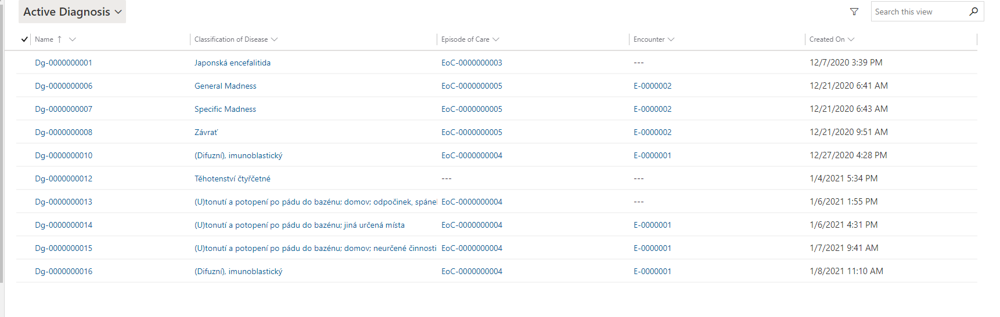 Active Diagnosis
Search this view
Name Classification of Disease Episode of Care Encounter Created On
Dg-0000000001 Japonská encefalitida EoC-0000000003 --- 12/7/2020 3:39 PM
Dg-0000000006 General Madness EoC-0000000005 E-0000002 12/21/2020 6:41 AM
Dg-0000000007 Specific Madness EoC-0000000005 E-0000002 12/21/2020 6:43 AM
Dg-0000000008 Závrať EoC-0000000005 E-0000002 12/21/2020 9:51 AM
Dg-0000000010 (Difuzní), imunoblastický EoC-0000000004 E-0000001 12/27/2020 4:28 PM
Dg-0000000012 Těhotenství čtyřčetné --- --- 1/4/2021 5:34 PM
Dg-0000000013 (U)tonutí a potopení po pádu do bazénu; domov; odpočinek, spánel EoC-0000000004 --- 1/6/2021 1:55 PM
Dg-0000000014 (U)tonutí a potopení po pádu do bazénu; jiná určená místa EoC-0000000004 E-0000001 1/6/2021 4:31 PM
Dg-0000000015 (U)tonutí a potopení po pádu do bazénu; domov; neurčené činnosti EoC-0000000004 E-0000001 1/7/2021 9:41 AM
Dg-0000000016 (Difuzní), imunoblastický EoC-0000000004 E-0000001 1/8/2021 11:10 AM